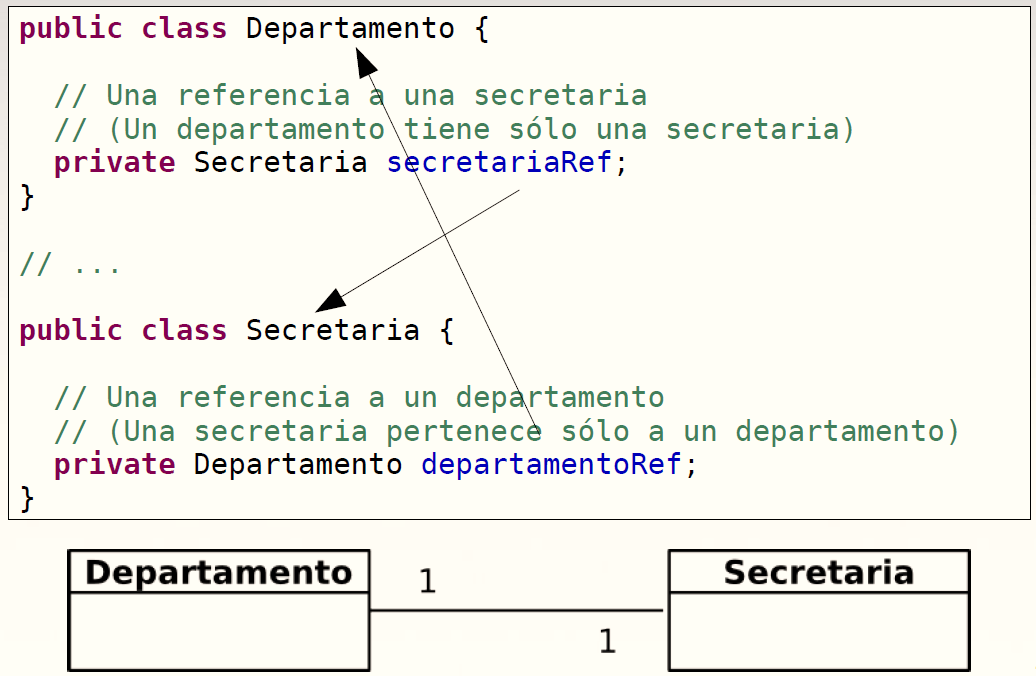 public class Departamento {
// Una referencia a una secretaria
// (Un departamento tiene sólo una secretaria)
private Secretaria secretariaRef;
}
// ...
public class Secretaria {
// Una referencia a un departamento
// (Una secretaria pertenece sólo a un departamento)
private Departamento departamentoRef;
}
Departamento
1
Secretaria
1